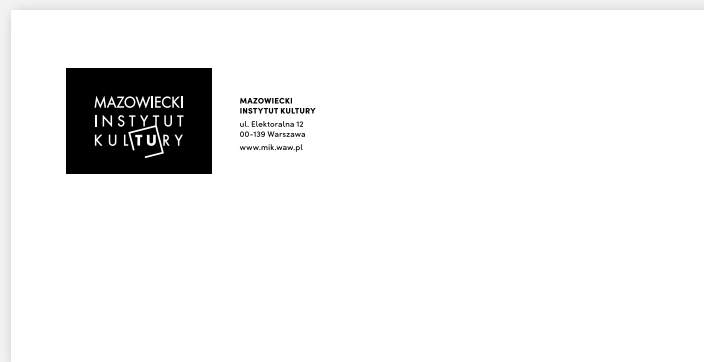 MAZOWIECKI
INSTYTUT
KULTURY
MAZOWIECKI
INSTYTUT KULTURY
ul. Elektoralna 12
00-139 Warszawa
www.mik.waw.pl